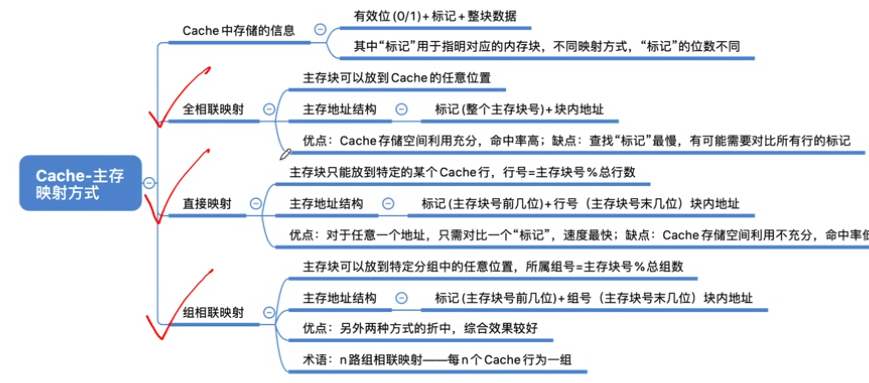 Cache-主存
映射方式
Cache中存储的信息
有效位(0/1)+标记+整块数据
其中“标记”用于指明对应的内存块，不同映射方式，“标记”的位数不同
全相联映射
主存块可以放到Cache的任意位置
主存地址结构
标记(整个主存块号)+块内地址
优点：Cache存储空间利用充分，命中率高；缺点：查找“标记”最慢，有可能需要对比所有行的标记
直接映射
主存块只能放到特定的某个Cache行，行号=主存块号%总行数
主存地址结构
标记(主存块号前几位)+行号（主存块号末几位）块内地址
优点：对于任意一个地址，只需对比一个“标记”，速度最快；缺点：Cache存储空间利用不充分，命中率低
组相联映射
主存块可以放到特定分组中的任意位置，所属组号=主存块号%总组数
主存地址结构
标记(主存块号前几位)+组号（主存块号末几位）块内地址
优点：另外两种方式的折中，综合效果较好
术语：n路组相联映射——每n个Cache行为一组